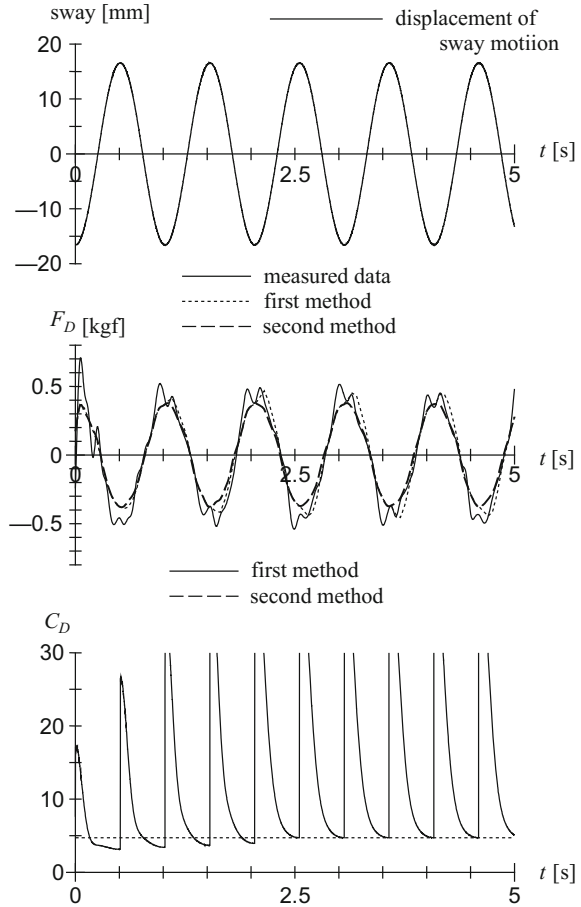 sway [mm]
displacement of
sway motiion
20
10
0
—10
—20
0
2.5
5
t [s]
measured data
first method
second method
F_D [kgf]
0.5
0
—0.5
0
2.5
5
t [s]
first method
second method
C_D
30
20
10
0
0
2.5
5
t [s]